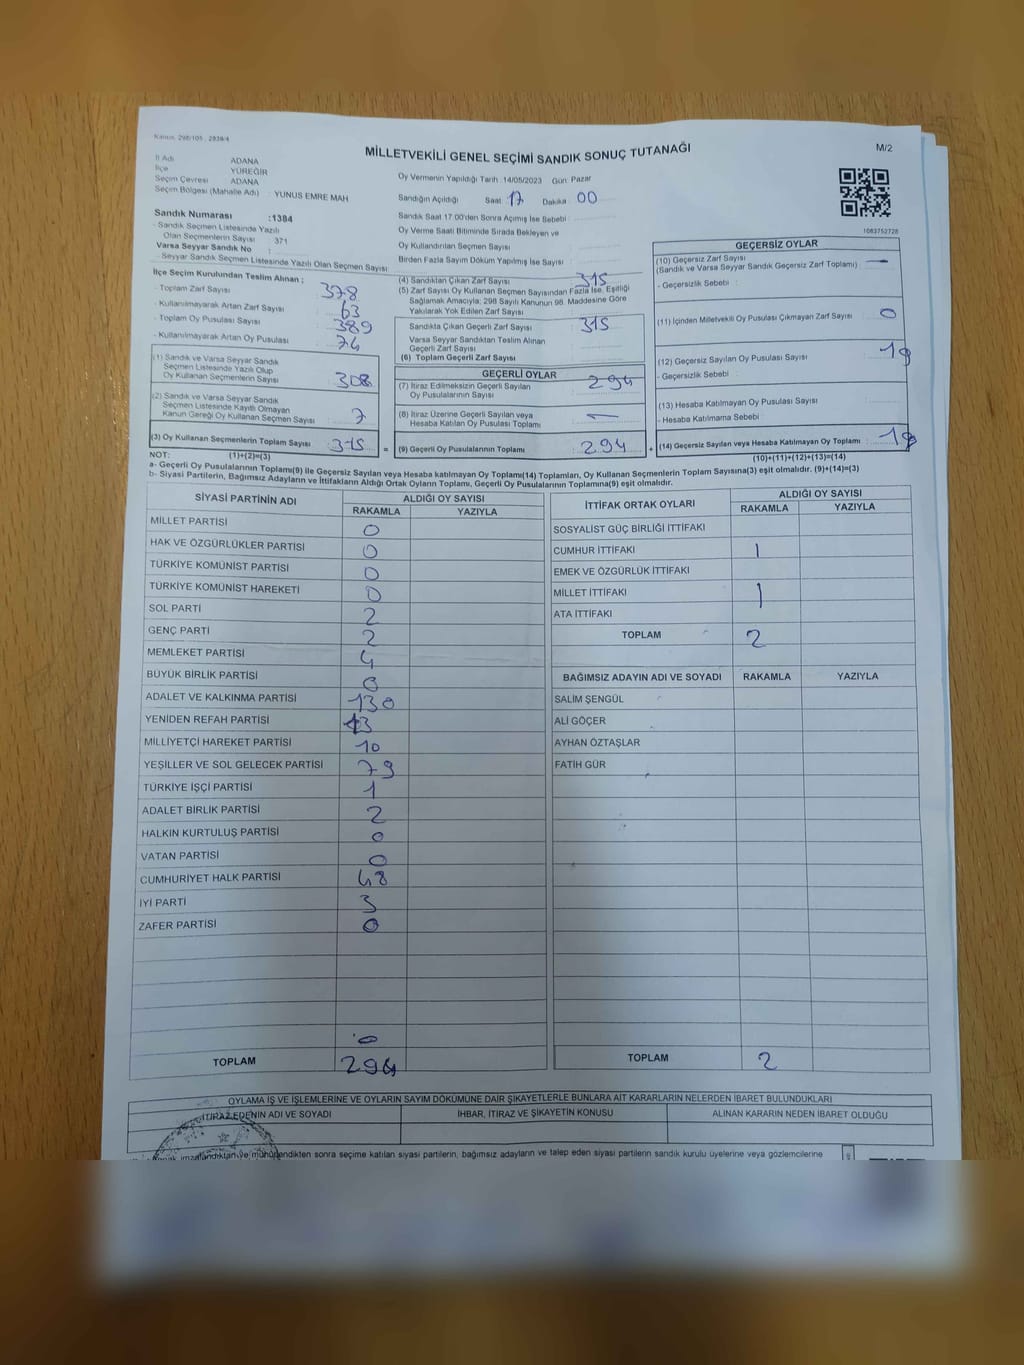 Kanun, 298/105 , 2839/4
MİLLETVEKİLİ GENEL SEÇİMİ SANDIK SONUÇ TUTANAĞI
M/2
İl Adı ADANA
İlçe YÜREĞİR
Seçim Çevresi ADANA
Seçim Bölgesi (Mahalle Adı) : YUNUS EMRE MAH
Sandık Numarası :1384
- Sandık Seçmen Listesinde Yazılı
Olan Seçmenlerin Sayısı 371
Varsa Seyyar Sandık No :
- Seyyar Sandık Seçmen Listesinde Yazılı Olan Seçmen Sayısı:
İlçe Seçim Kurulundan Teslim Alınan ;
- Toplam Zarf Sayısı 378
- Kullanılmayarak Artan Zarf Sayısı : 63
- Toplam Oy Pusulası Sayısı 389
- Kullanılmayarak Artan Oy Pusulası 74
(1) Sandık ve Varsa Seyyar Sandık
Seçmen Listesinde Yazılı Olup
Oy Kullanan Seçmenlerin Sayısı 308
(2) Sandık ve Varsa Seyyar Sandık
Seçmen Listesinde Kayıtlı Olmayan
Kanun Gereği Oy Kullanan Seçmen Sayısı : 7
(3) Oy Kullanan Seçmenlerin Toplam Sayısı : 315
Oy Vermenin Yapıldığı Tarih :14/05/2023 Gün: Pazar
Sandığın Açıldığı Saat 17 Dakika 00
Sandık Saat 17.00'den Sonra Açımış İse Sebebi :
Oy Verme Saati Bitiminde Sırada Bekleyen ve
Oy Kullandırılan Seçmen Sayısı
Birden Fazla Sayım Döküm Yapılmış İse Sayısı :
(4) Sandıktan Çıkan Zarf Sayısı : 315
(5) Zarf Sayısı Oy Kullanan Seçmen Sayısından Fazla İse, Eşitliği
Sağlamak Amacıyla; 298 Sayılı Kanunun 98. Maddesine Göre
Yakılarak Yok Edilen Zarf Sayısı :
Sandıkta Çıkan Geçerli Zarf Sayısı : 315
Varsa Seyyar Sandıktan Teslim Alınan
Geçerli Zarf Sayısı
(6) Toplam Geçerli Zarf Sayısı
GEÇERLİ OYLAR
(7) İtiraz Edilmeksizin Geçerli Sayılan : 294
Oy Pusulalarının Sayısı
(8) İtiraz Üzerine Geçerli Sayılan veya : —
Hesaba Katılan Oy Pusulası Toplamı
= (9) Geçerli Oy Pusulalarının Toplamı : 294
1083752728
GEÇERSİZ OYLAR
(10) Geçersiz Zarf Sayısı : —
(Sandık ve Varsa Seyyar Sandık Geçersiz Zarf Toplamı)
- Geçersizlik Sebebi :
(11) İçinden Milletvekili Oy Pusulası Çıkmayan Zarf Sayısı : 0
(12) Geçersiz Sayılan Oy Pusulası Sayısı : 19
- Geçersizlik Sebebi :
(13) Hesaba Katılmayan Oy Pusulası Sayısı :
- Hesaba Katılmama Sebebi :
+ (14) Geçersiz Sayılan veya Hesaba Katılmayan Oy Toplamı : 19
NOT: (1)+(2)=(3) (10)+(11)+(12)+(13)=(14)
a- Geçerli Oy Pusulalarının Toplamı(9) ile Geçersiz Sayılan veya Hesaba katılmayan Oy Toplamı(14) Toplamları, Oy Kullanan Seçmenlerin Toplam Sayısına(3) eşit olmalıdır. (9)+(14)=(3)
b- Siyasi Partilerin, Bağımsız Adayların ve İttifakların Aldığı Ortak Oyların Toplamı, Geçerli Oy Pusulalarının Toplamına(9) eşit olmalıdır.
SİYASİ PARTİNİN ADI ALDIĞI OY SAYISI
RAKAMLA YAZIYLA
MİLLET PARTİSİ 0
HAK VE ÖZGÜRLÜKLER PARTİSİ 0
TÜRKİYE KOMÜNİST PARTİSİ 0
TÜRKİYE KOMÜNİST HAREKETİ 0
SOL PARTİ 2
GENÇ PARTİ 2
MEMLEKET PARTİSİ 4
BÜYÜK BİRLİK PARTİSİ 0
ADALET VE KALKINMA PARTİSİ 130
YENİDEN REFAH PARTİSİ 13
MİLLİYETÇİ HAREKET PARTİSİ 10
YEŞİLLER VE SOL GELECEK PARTİSİ 79
TÜRKİYE İŞÇİ PARTİSİ 1
ADALET BİRLİK PARTİSİ 2
HALKIN KURTULUŞ PARTİSİ 0
VATAN PARTİSİ 0
CUMHURİYET HALK PARTİSİ 48
İYİ PARTİ 3
ZAFER PARTİSİ 0
0
TOPLAM 294
İTTİFAK ORTAK OYLARI ALDIĞI OY SAYISI
RAKAMLA YAZIYLA
SOSYALİST GÜÇ BİRLİĞİ İTTİFAKI
CUMHUR İTTİFAKI 1
EMEK VE ÖZGÜRLÜK İTTİFAKI
MİLLET İTTİFAKI 1
ATA İTTİFAKI
TOPLAM 2
BAĞIMSIZ ADAYIN ADI VE SOYADI RAKAMLA YAZIYLA
SALİM ŞENGÜL
ALİ GÖÇER
AYHAN ÖZTAŞLAR
FATİH GÜR
TOPLAM 2
OYLAMA İŞ VE İŞLEMLERİNE VE OYLARIN SAYIM DÖKÜMÜNE DAİR ŞİKAYETLERLE BUNLARA AİT KARARLARIN NELERDEN İBARET BULUNDUKLARI
İTİRAZ EDENİN ADI VE SOYADI İHBAR, İTİRAZ VE ŞİKAYETİN KONUSU ALINAN KARARIN NEDEN İBARET OLDUĞU
imzalandıktan ve mühürlendikten sonra seçime katılan siyasi partilerin, bağımsız adayların ve talep eden siyasi partilerin sandık kurulu üyelerine veya gözlemcilerine